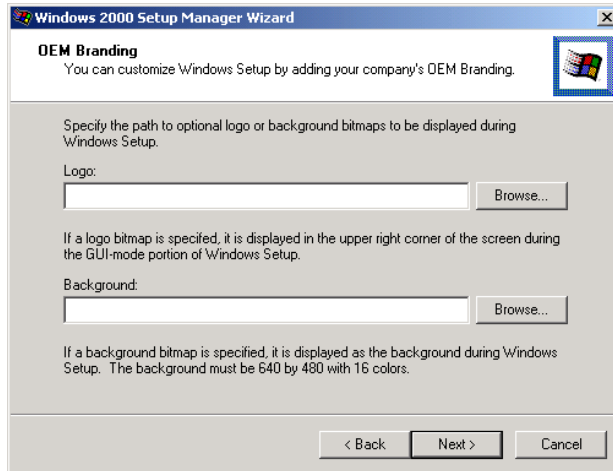 Windows 2000 Setup Manager Wizard
OEM Branding
You can customize Windows Setup by adding your company's OEM Branding.
Specify the path to optional logo or background bitmaps to be displayed during
Windows Setup.
Logo:
Browse...
If a logo bitmap is specifed, it is displayed in the upper right corner of the screen during
the GUI-mode portion of Windows Setup.
Background:
Browse...
If a background bitmap is specified, it is displayed as the background during Windows
Setup. The background must be 640 by 480 with 16 colors.
< Back Next > Cancel